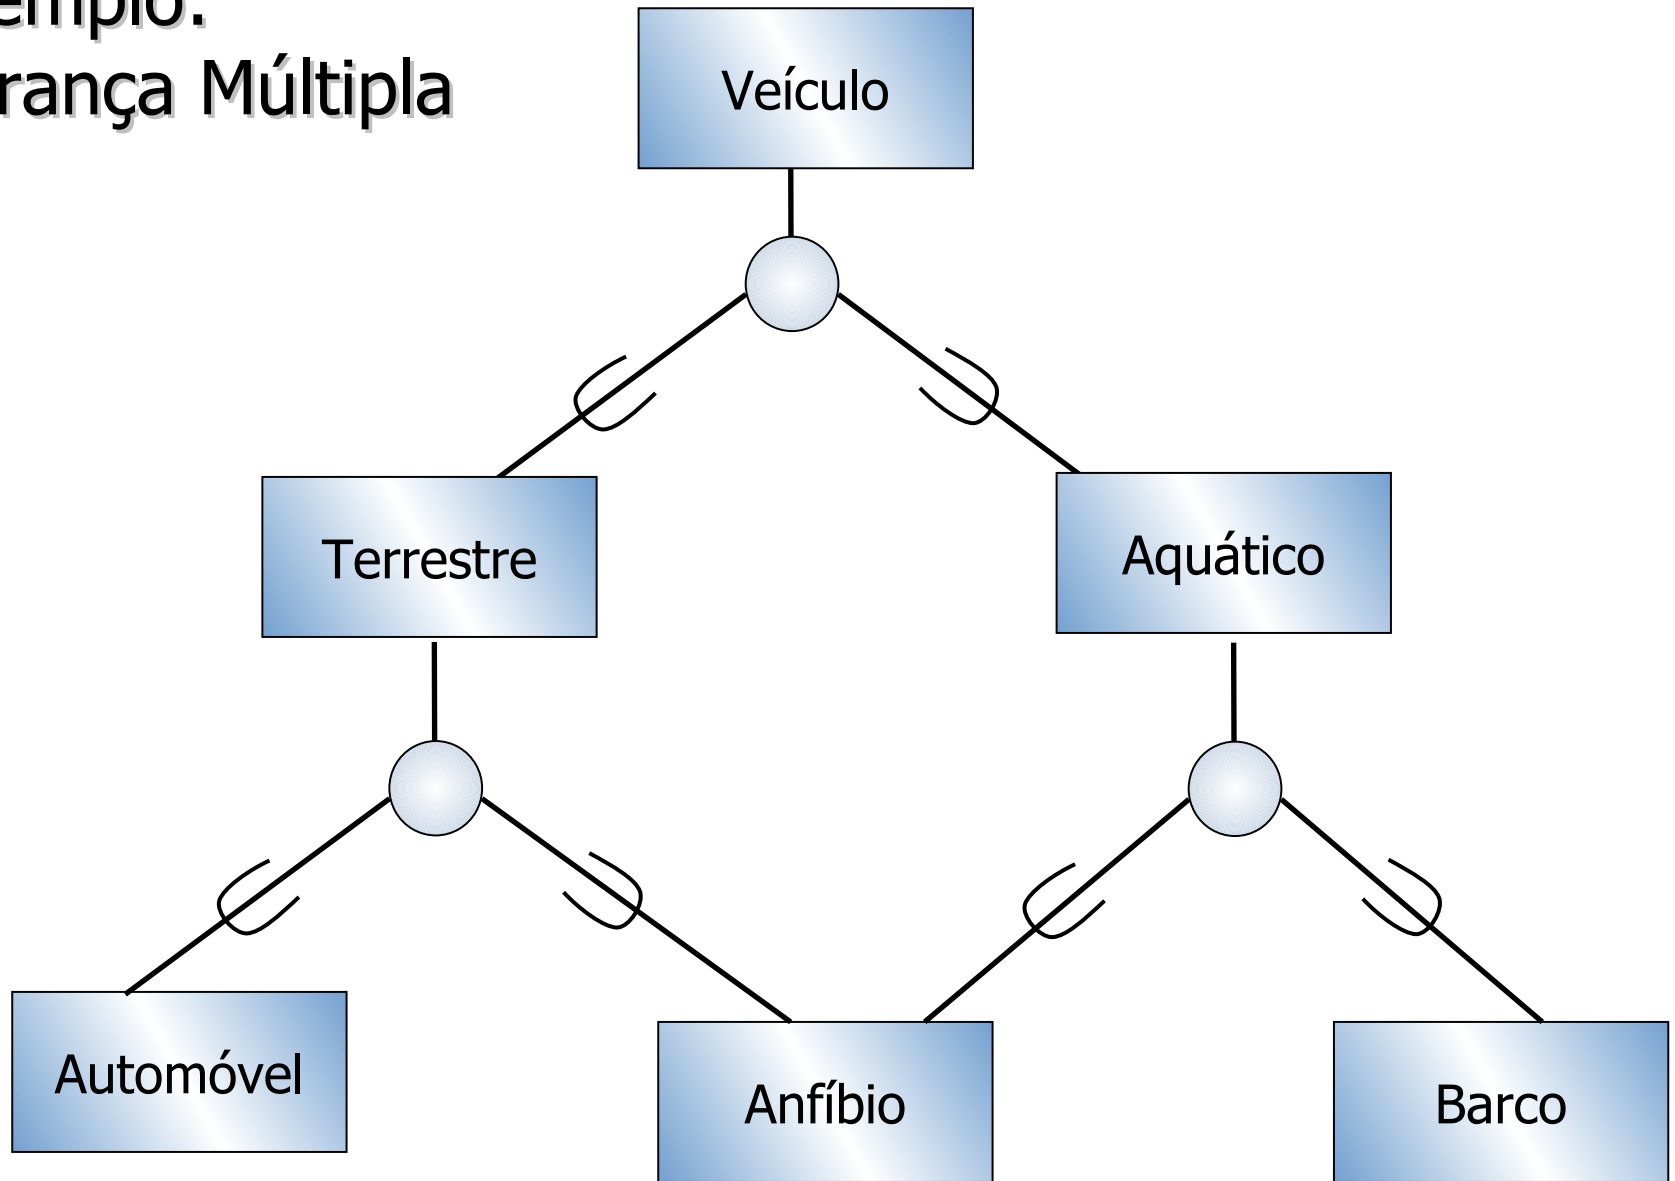 rança Múltipla
Veículo
Terrestre
Aquático
Automóvel
Anfíbio
Barco